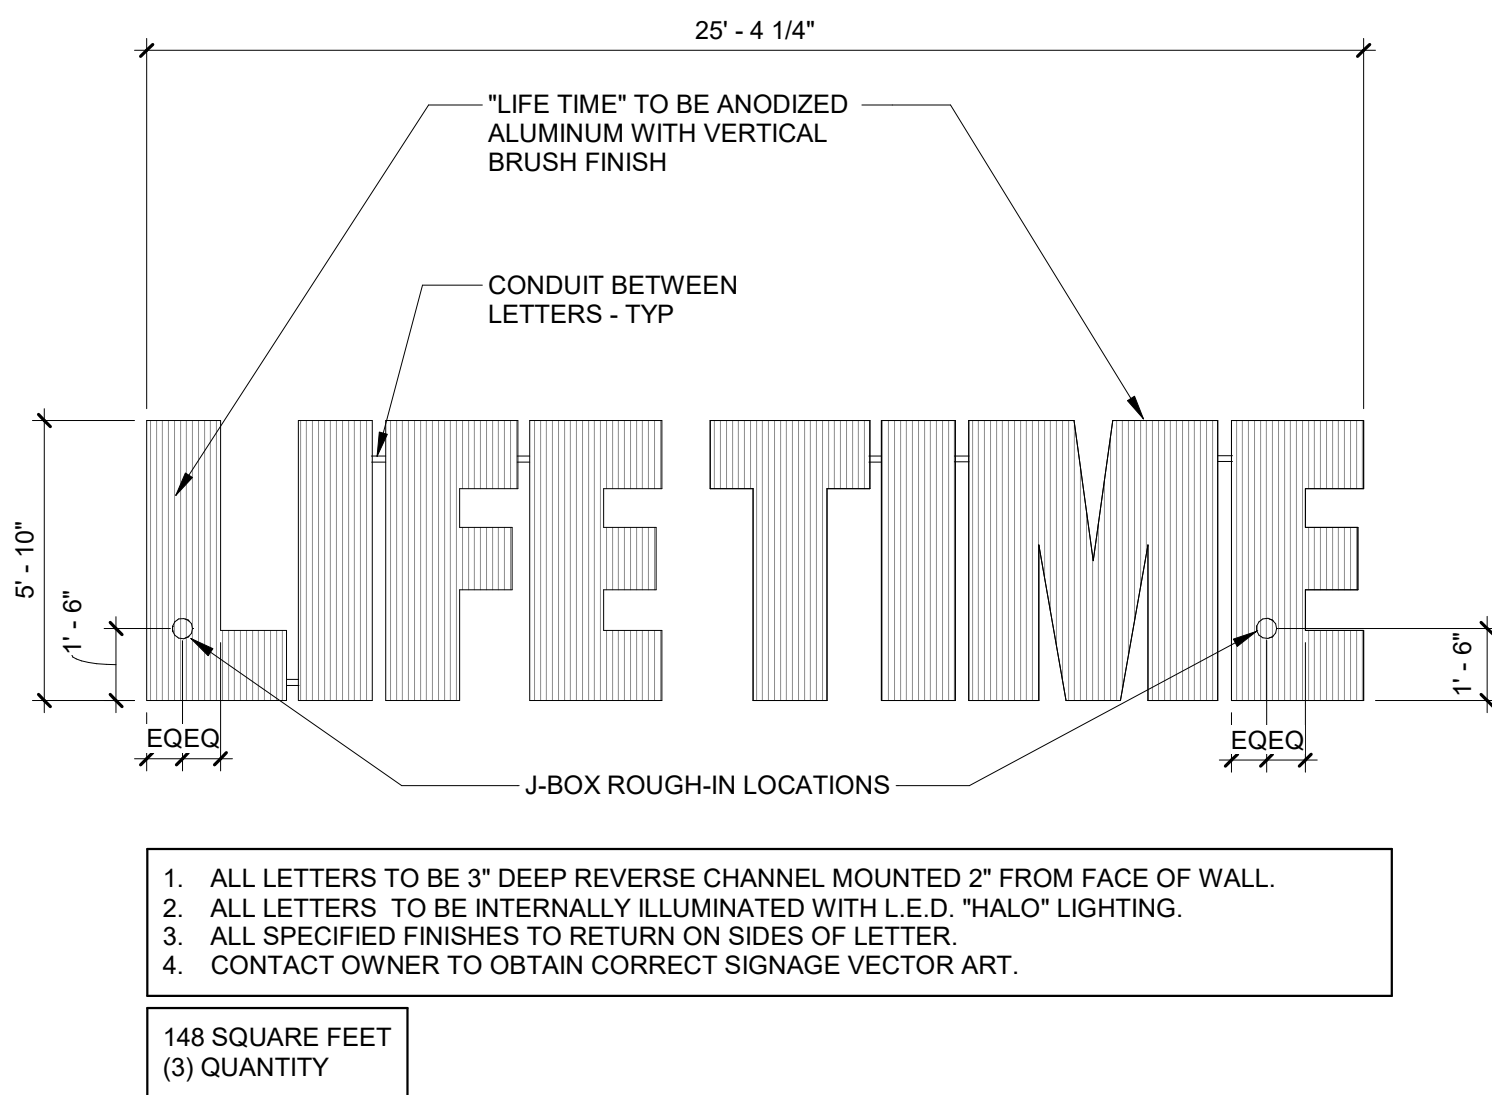 25' - 4 1/4"
"LIFE TIME" TO BE ANODIZED
ALUMINUM WITH VERTICAL
BRUSH FINISH
CONDUIT BETWEEN
LETTERS - TYP
LIFE TIME
5' - 10"
1' - 6"
1' - 6"
EQ EQ
EQ EQ
J-BOX ROUGH-IN LOCATIONS
1. ALL LETTERS TO BE 3" DEEP REVERSE CHANNEL MOUNTED 2" FROM FACE OF WALL.
2. ALL LETTERS TO BE INTERNALLY ILLUMINATED WITH L.E.D. "HALO" LIGHTING.
3. ALL SPECIFIED FINISHES TO RETURN ON SIDES OF LETTER.
4. CONTACT OWNER TO OBTAIN CORRECT SIGNAGE VECTOR ART.
148 SQUARE FEET
(3) QUANTITY